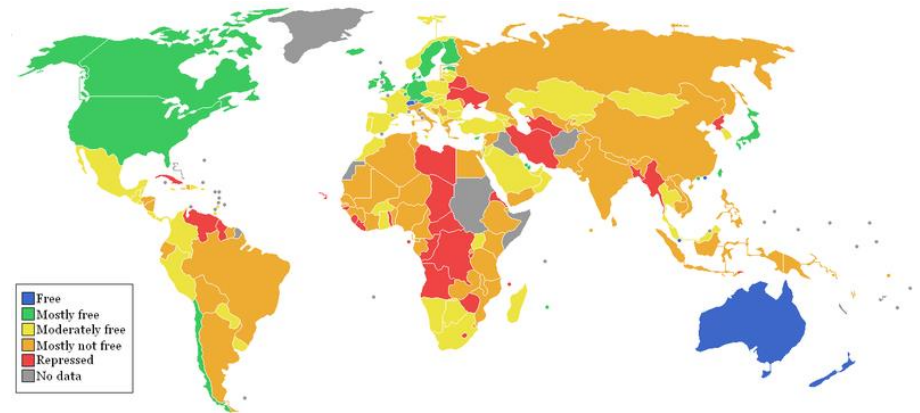 Free
Mostly free
Moderately free
Mostly not free
Repressed
No data